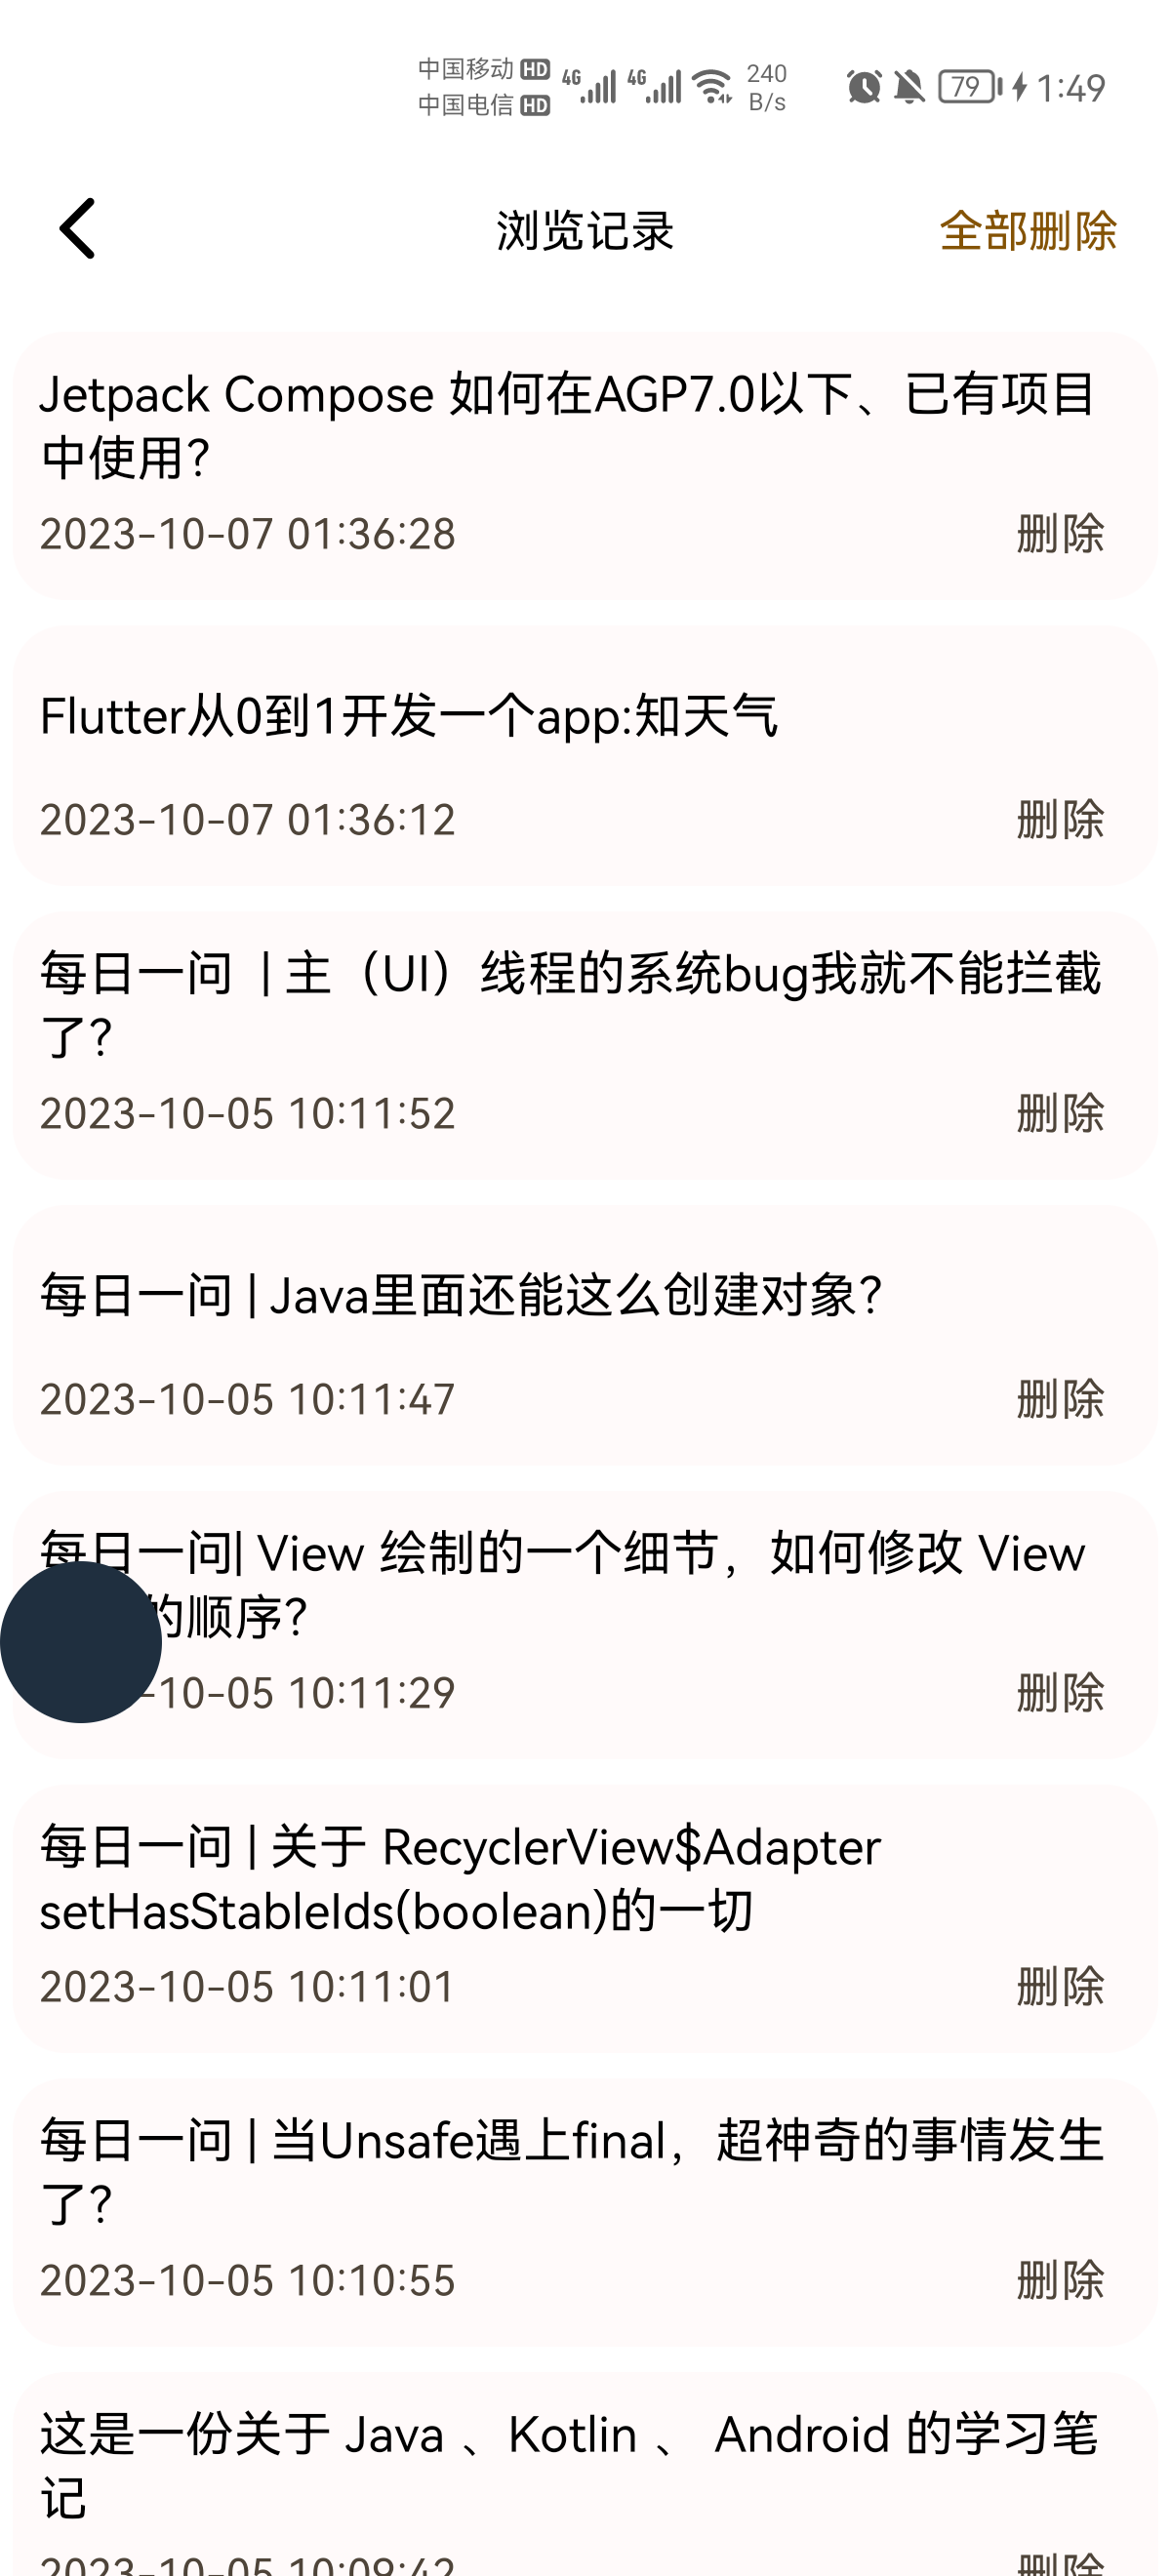 中国移动 HD 4G 4G 240 79 1:49
中国电信 HD B/s
浏览记录 全部删除
Jetpack Compose 如何在AGP7.0以下、已有项目
中使用?
2023-10-07 01:36:28 删除
Flutter从0到1开发一个app:知天气
2023-10-07 01:36:12 删除
每日一问 | 主（UI）线程的系统bug我就不能拦截
了?
2023-10-05 10:11:52 删除
每日一问 | Java里面还能这么创建对象?
2023-10-05 10:11:47 删除
每日一问| View 绘制的一个细节，如何修改 View
的顺序?
-10-05 10:11:29 删除
每日一问 | 关于 RecyclerView$Adapter
setHasStableIds(boolean)的一切
2023-10-05 10:11:01 删除
每日一问 | 当Unsafe遇上final，超神奇的事情发生
了?
2023-10-05 10:10:55 删除
这是一份关于 Java 、Kotlin 、 Android 的学习笔
记
2023-10-05 10:09:42 删除